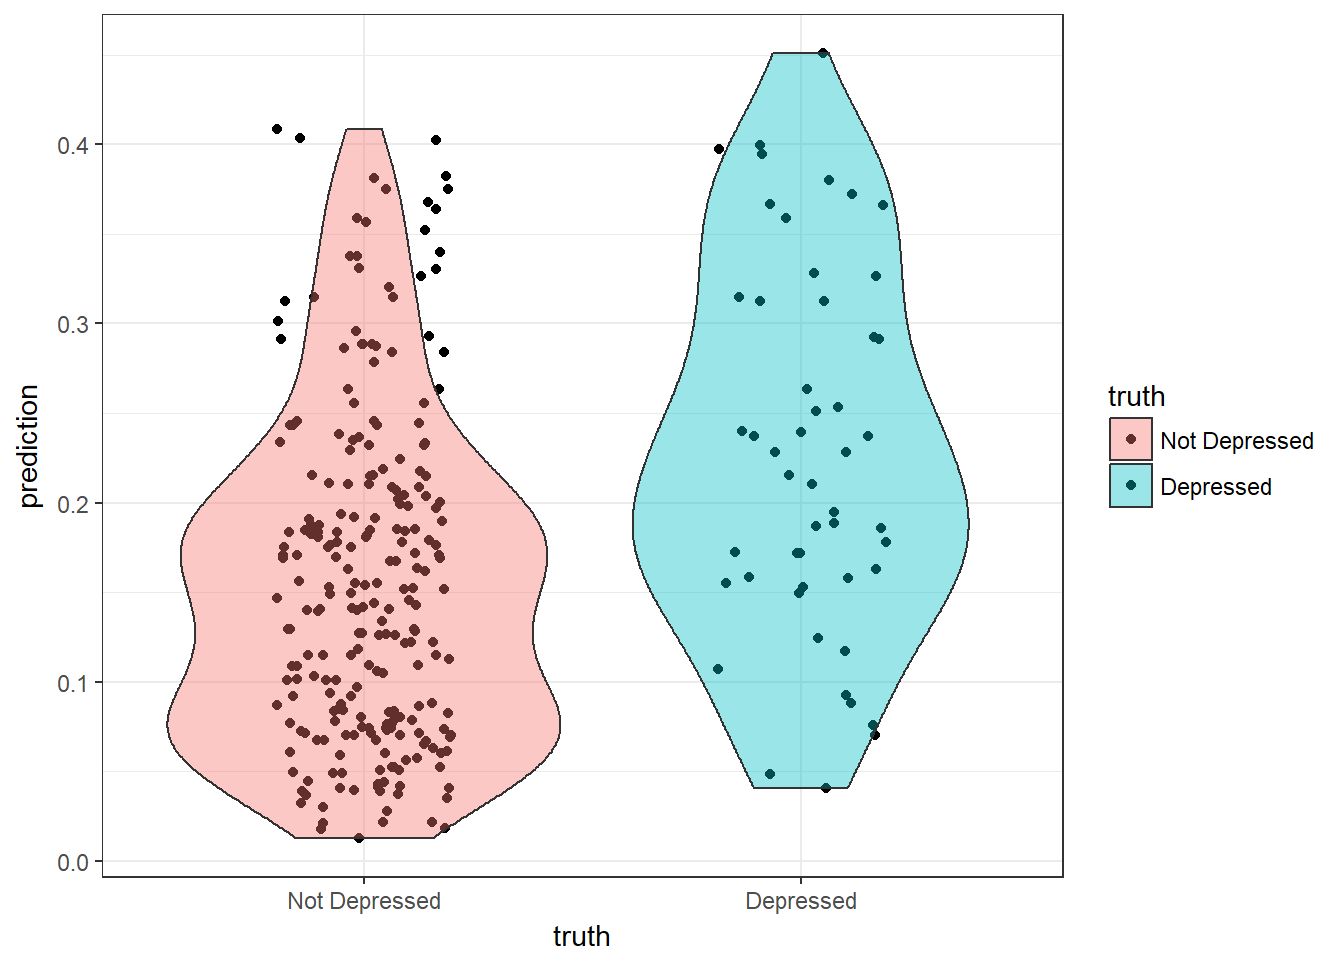 prediction
0.4
0.3
0.2
0.1
0.0
Not Depressed
Depressed
truth
truth
Not Depressed
Depressed